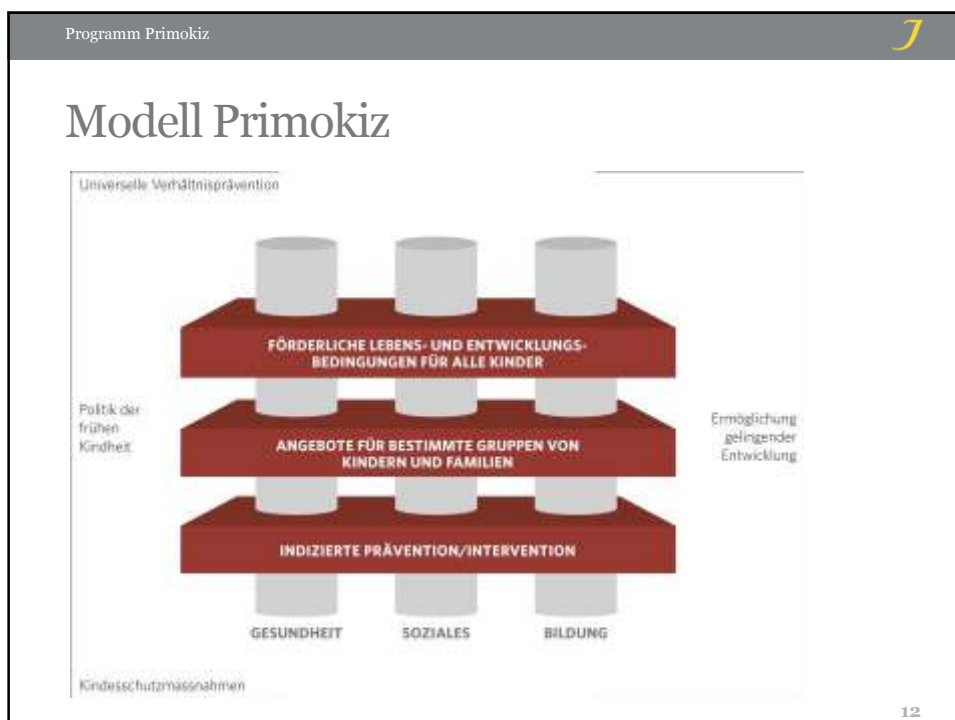 Programm Primokiz
J
Modell Primokiz
Universelle Verhältnisprävention
FÖRDERLICHE LEBENS- UND ENTWICKLUNGS-
BEDINGUNGEN FÜR ALLE KINDER
Politik der
frühen
Kindheit
ANGEBOTE FÜR BESTIMMTE GRUPPEN VON
KINDERN UND FAMILIEN
Ermöglichung
gelingender
Entwicklung
INDIZIERTE PRÄVENTION/INTERVENTION
GESUNDHEIT SOZIALES BILDUNG
Kindesschutzmassnahmen
12